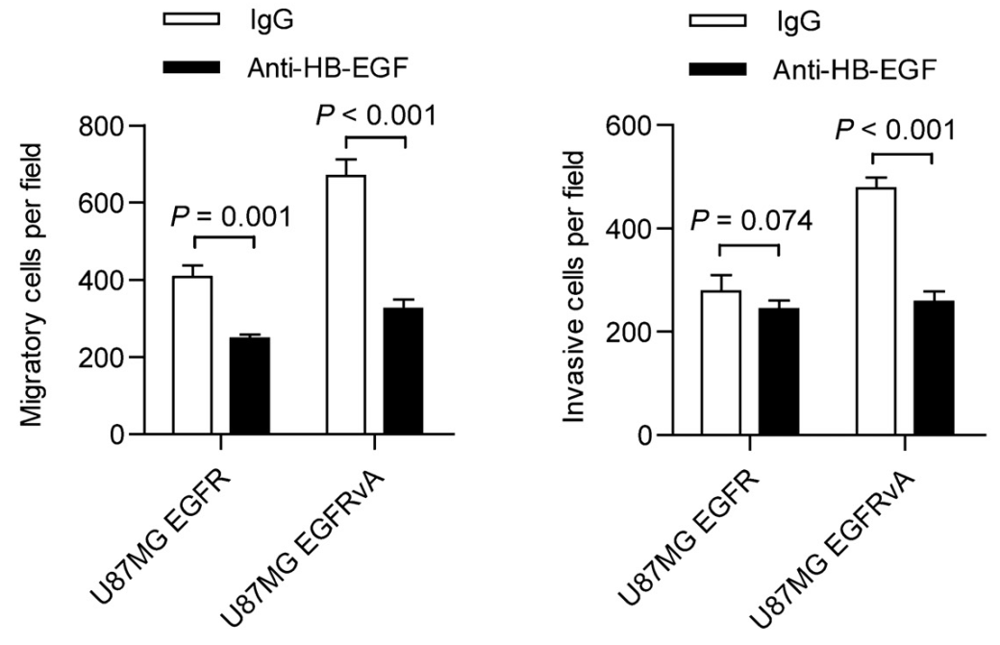 IgG
Anti-HB-EGF
Migratory cells per field
800
600
400
200
0
P = 0.001
P < 0.001
U87MG EGFR
U87MG EGFRvA
IgG
Anti-HB-EGF
Invasive cells per field
600
400
200
0
P = 0.074
P < 0.001
U87MG EGFR
U87MG EGFRvA